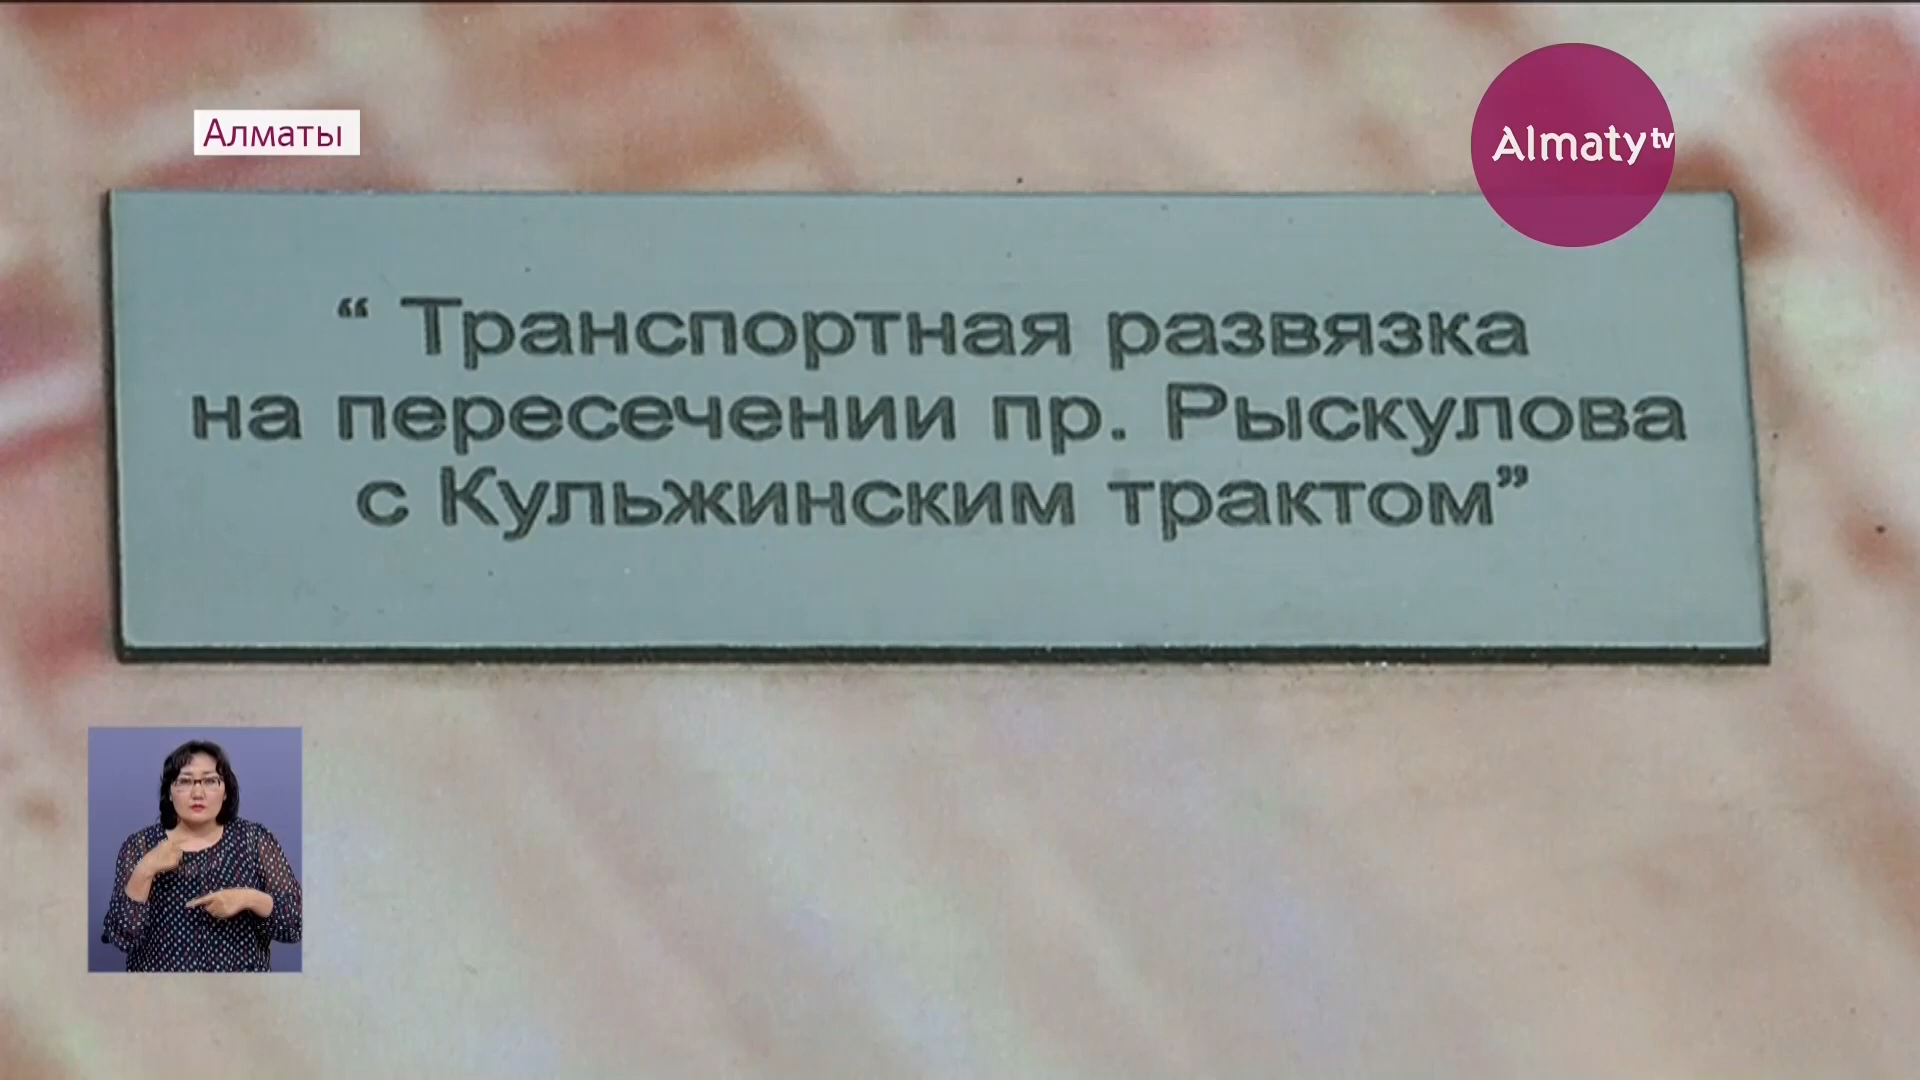 Алматы
Almaty tv
“ Транспортная развязка
на пересечении пр. Рыскулова
с Кульжинским трактом”